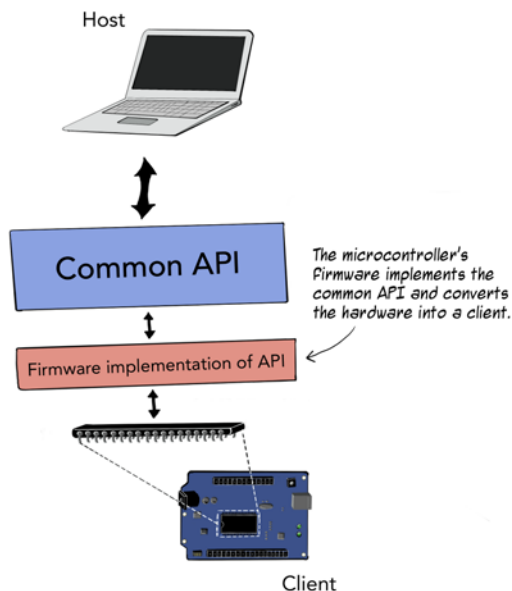 Host
Common API
The microcontroller's
firmware implements the
common API and converts
the hardware into a client.
Firmware implementation of API
Client